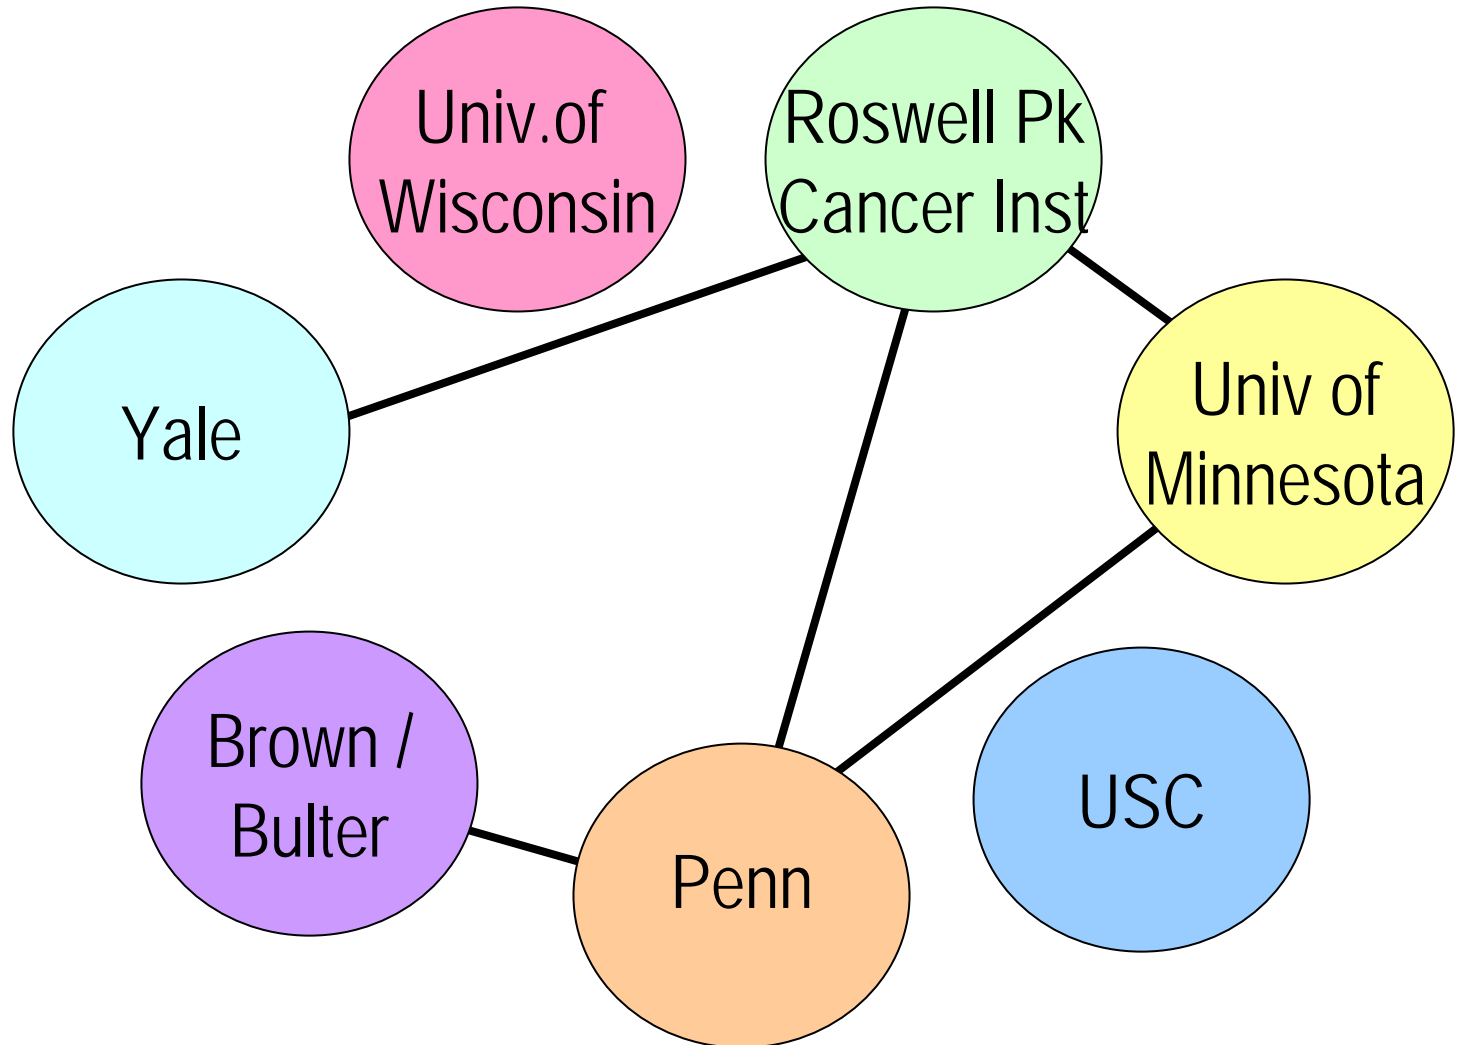 Univ.of
Wisconsin
Roswell Pk
Cancer Inst
Yale
Univ of
Minnesota
Brown /
Bulter
Penn
USC